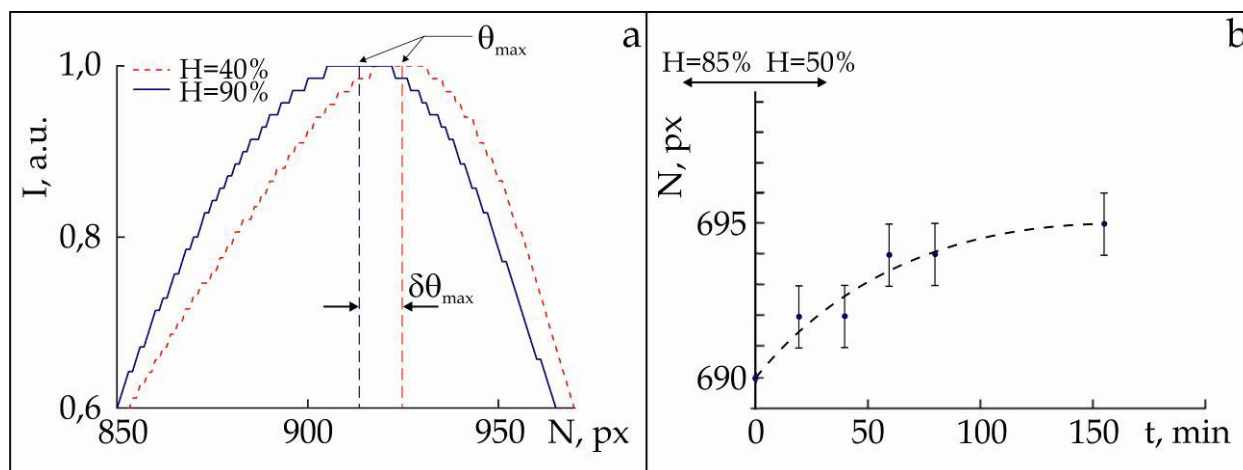 a
θmax
H=40%
H=90%
I, a.u.
1,0
0,8
0,6
δθmax
850
900
950
N, px
b
H=85% H=50%
N, px
695
690
0
50
100
150
t, min